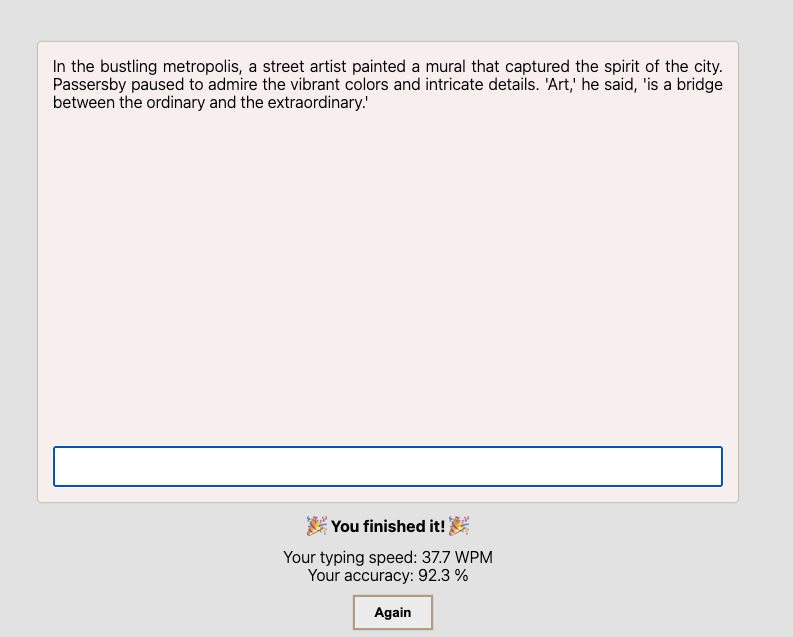 In the bustling metropolis, a street artist painted a mural that captured the spirit of the city.
Passersby paused to admire the vibrant colors and intricate details. 'Art,' he said, 'is a bridge
between the ordinary and the extraordinary.'
🎉 You finished it! 🎉
Your typing speed: 37.7 WPM
Your accuracy: 92.3 %
Again